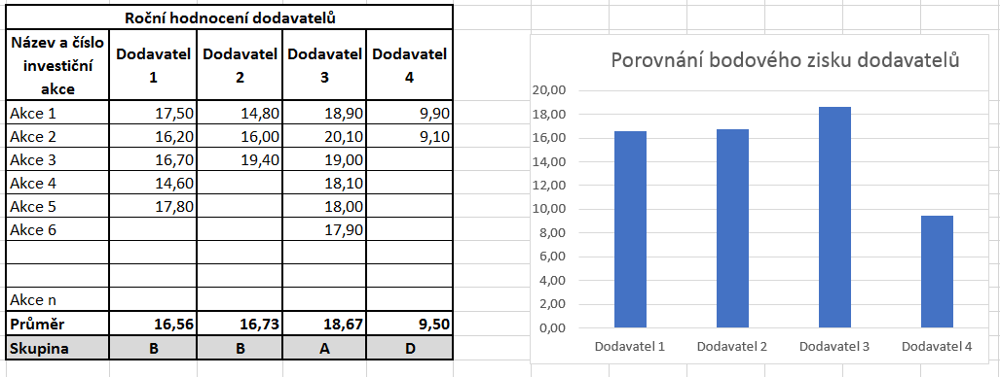 Roční hodnocení dodavatelů
Název a číslo investiční akce Dodavatel 1 Dodavatel 2 Dodavatel 3 Dodavatel 4
Akce 1 17,50 14,80 18,90 9,90
Akce 2 16,20 16,00 20,10 9,10
Akce 3 16,70 19,40 19,00
Akce 4 14,60 18,10
Akce 5 17,80 18,00
Akce 6 17,90
Akce n
Průměr 16,56 16,73 18,67 9,50
Skupina B B A D
Porovnání bodového zisku dodavatelů
20,00
18,00
16,00
14,00
12,00
10,00
8,00
6,00
4,00
2,00
0,00
Dodavatel 1 Dodavatel 2 Dodavatel 3 Dodavatel 4